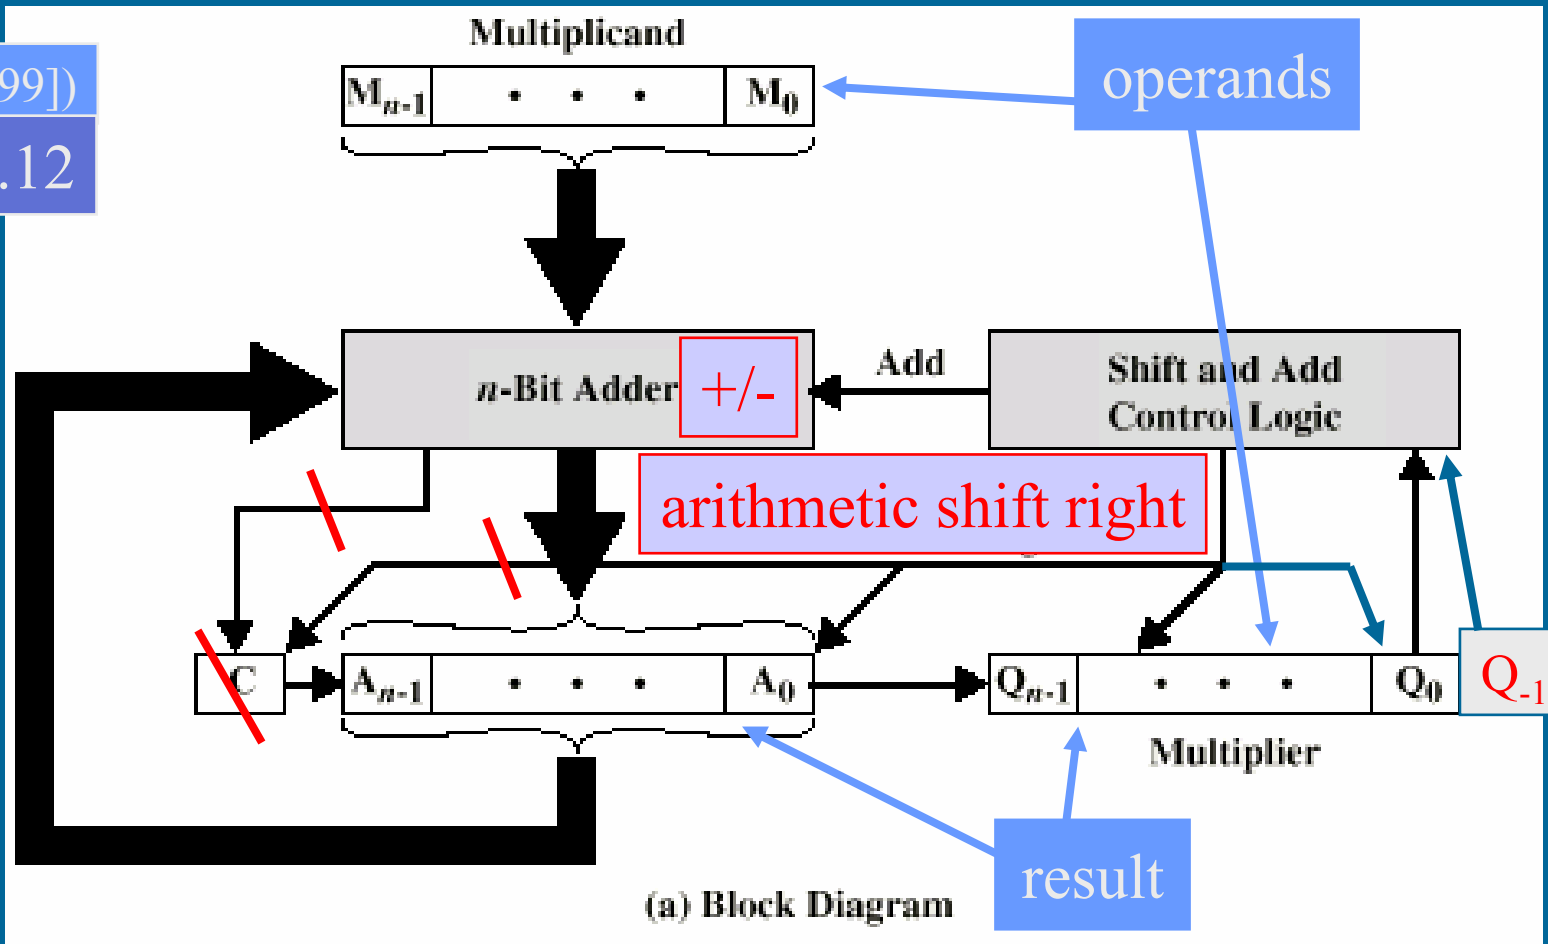 Multiplicand
operands
99])
.12
Mn-1 • • • M0
n-Bit Adder
+/-
Add
Shift and Add
Control Logic
arithmetic shift right
C
An-1 • • • A0
Qn-1 • • • Q0
Q-1
Multiplier
result
(a) Block Diagram